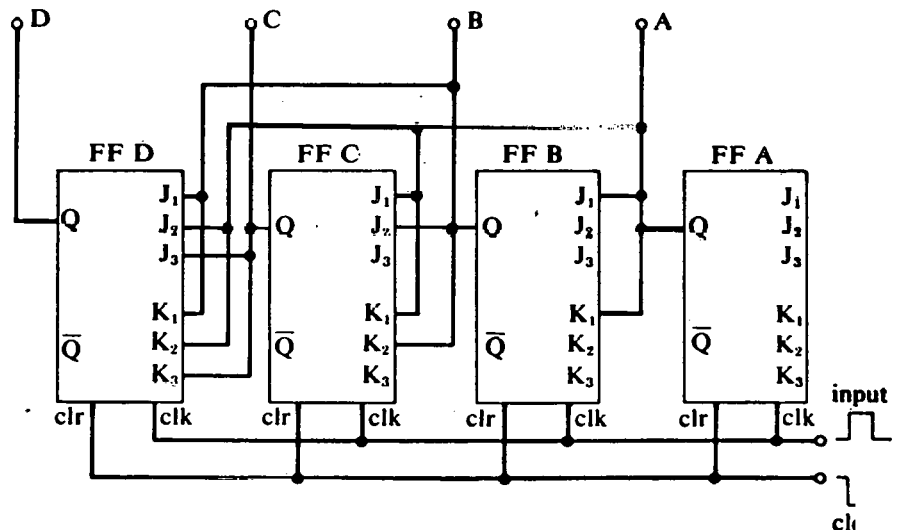 D C B A
FF D FF C FF B FF A
J₁ J₁ J₁ J₁
Q J₂ Q J₂ Q J₂ Q J₂
J₃ J₃ J₃ J₃
K₁ K₁ K₁ K₁
Q̅ K₂ Q̅ K₂ Q̅ K₂ Q̅ K₂
K₃ K₃ K₃ K₃
input
clr clk clr clk clr clk clr clk